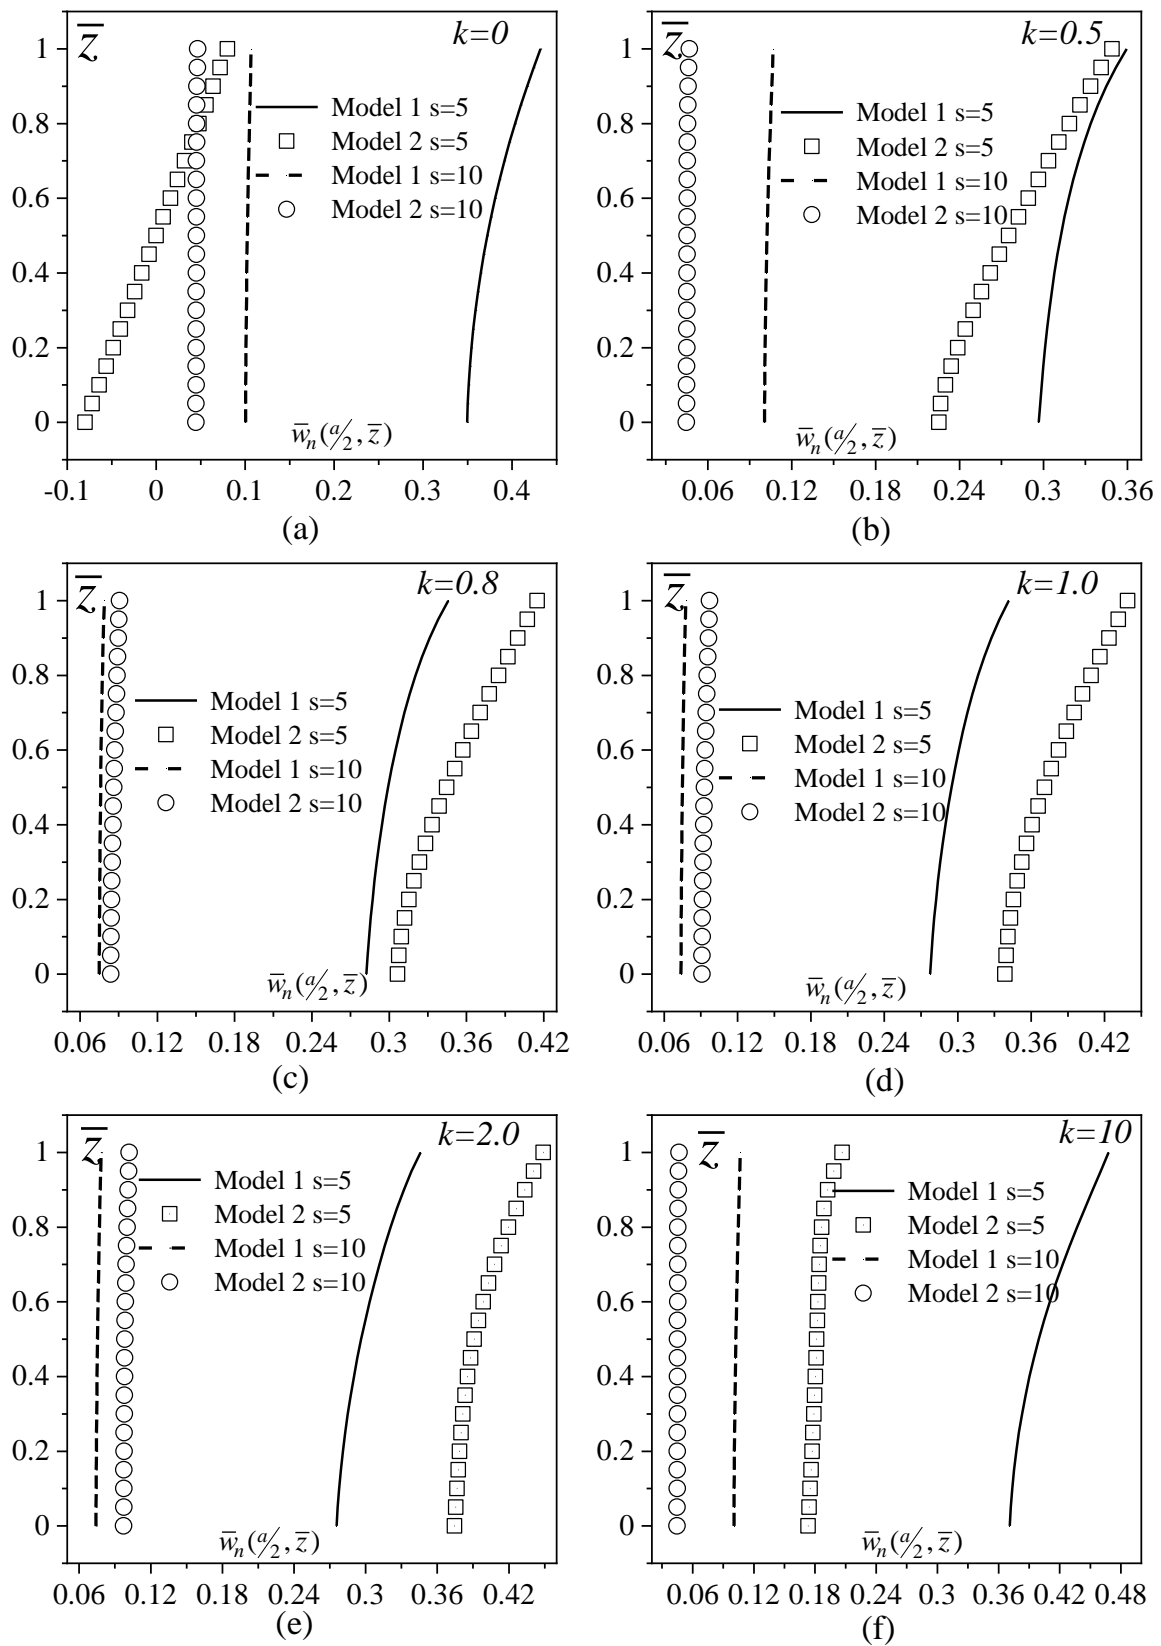 z̅ k=0
1
0.8
0.6
0.4
0.2
0
Model 1 s=5
Model 2 s=5
Model 1 s=10
Model 2 s=10
w̅n(a/2, z̅)
-0.1 0 0.1 0.2 0.3 0.4
(a)
z̅ k=0.5
1
0.8
0.6
0.4
0.2
0
Model 1 s=5
Model 2 s=5
Model 1 s=10
Model 2 s=10
w̅n(a/2, z̅)
0.06 0.12 0.18 0.24 0.3 0.36
(b)
z̅ k=0.8
1
0.8
0.6
0.4
0.2
0
Model 1 s=5
Model 2 s=5
Model 1 s=10
Model 2 s=10
w̅n(a/2, z̅)
0.06 0.12 0.18 0.24 0.3 0.36 0.42
(c)
z̅ k=1.0
1
0.8
0.6
0.4
0.2
0
Model 1 s=5
Model 2 s=5
Model 1 s=10
Model 2 s=10
w̅n(a/2, z̅)
0.06 0.12 0.18 0.24 0.3 0.36 0.42
(d)
z̅ k=2.0
1
0.8
0.6
0.4
0.2
0
Model 1 s=5
Model 2 s=5
Model 1 s=10
Model 2 s=10
w̅n(a/2, z̅)
0.06 0.12 0.18 0.24 0.3 0.36 0.42
(e)
z̅ k=10
1
0.8
0.6
0.4
0.2
0
Model 1 s=5
Model 2 s=5
Model 1 s=10
Model 2 s=10
w̅n(a/2, z̅)
0.06 0.12 0.18 0.24 0.3 0.36 0.42 0.48
(f)